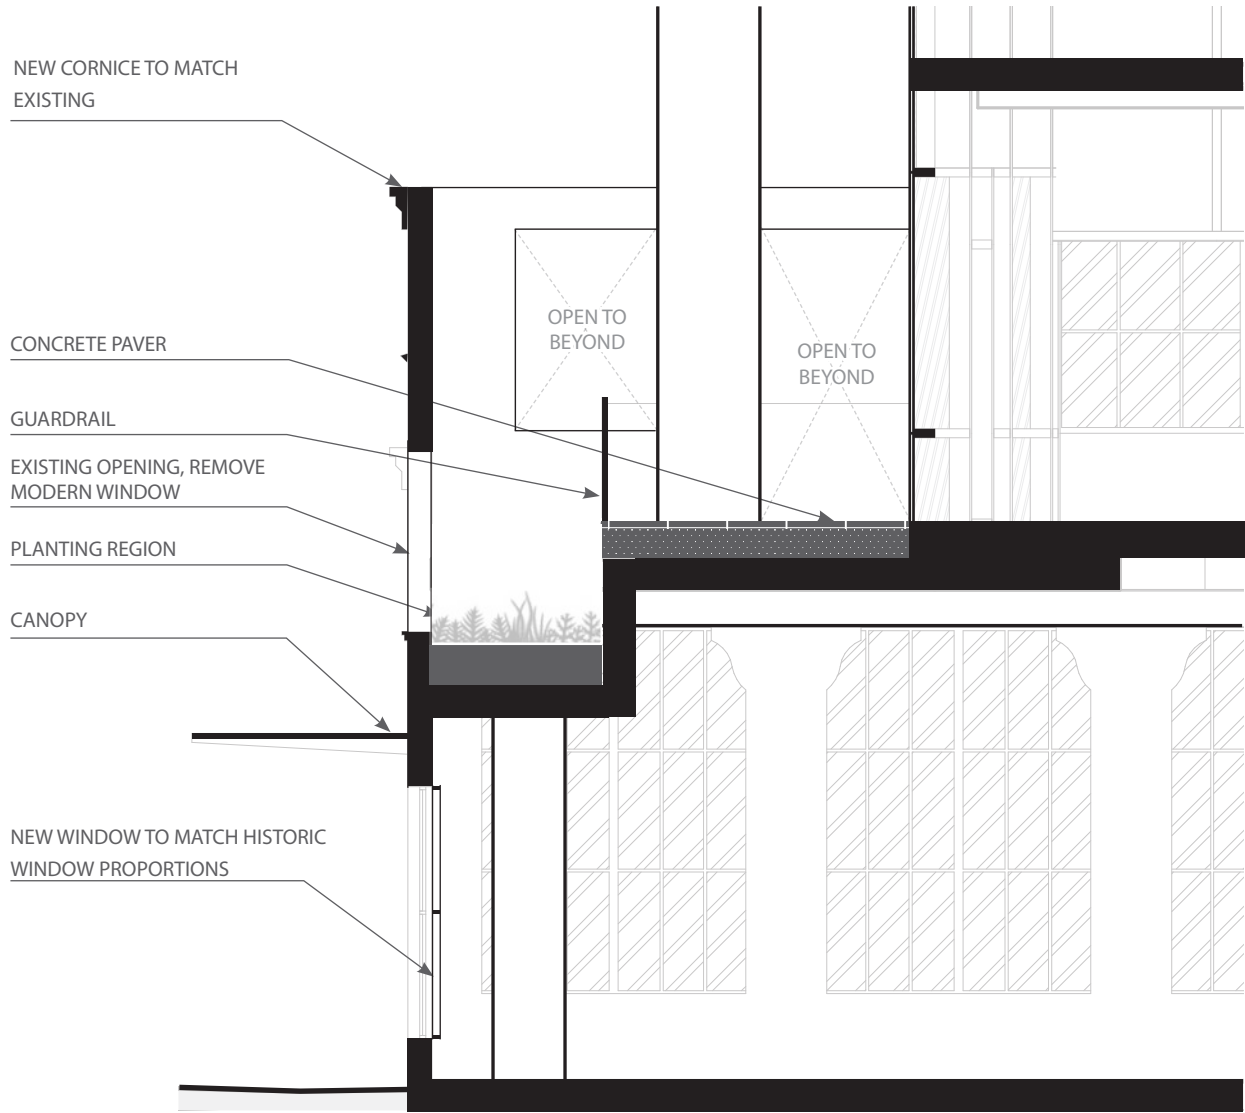 NEW CORNICE TO MATCH
EXISTING
OPEN TO
BEYOND
OPEN TO
BEYOND
CONCRETE PAVER
GUARDRAIL
EXISTING OPENING, REMOVE
MODERN WINDOW
PLANTING REGION
CANOPY
NEW WINDOW TO MATCH HISTORIC
WINDOW PROPORTIONS